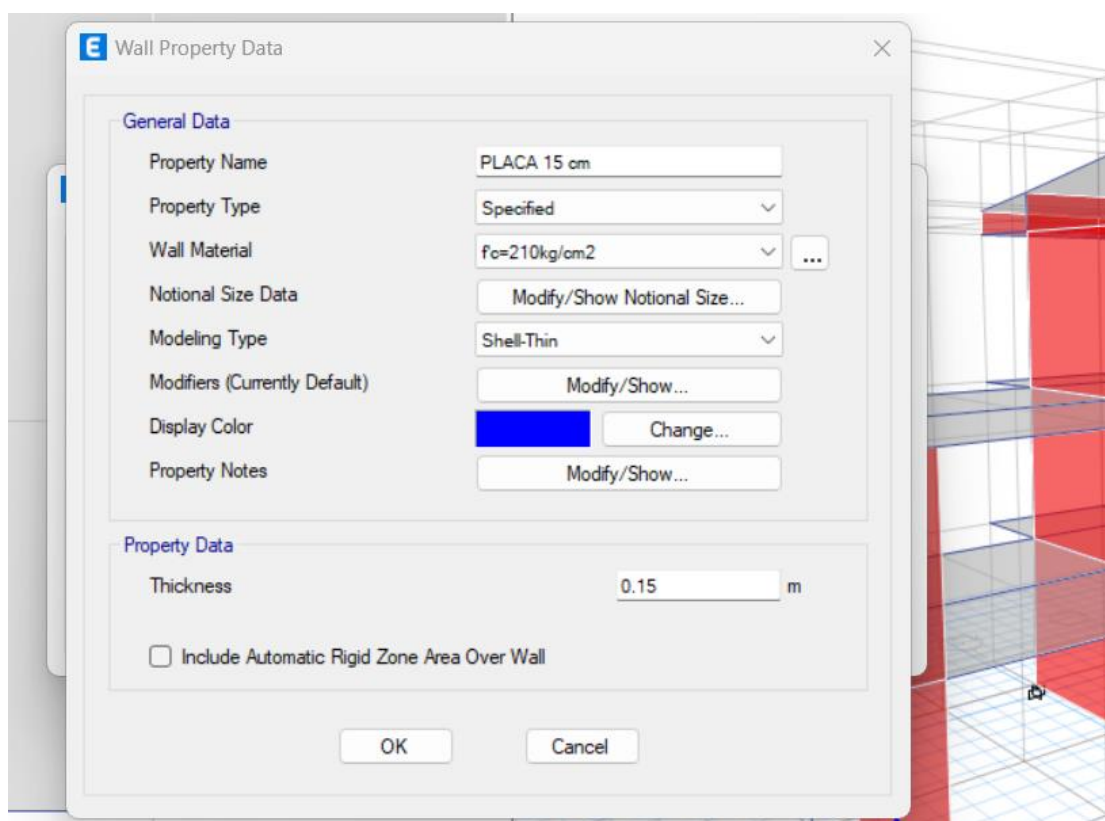 E Wall Property Data
General Data
Property Name PLACA 15 cm
Property Type Specified
Wall Material f'c=210kg/cm2 ...
Notional Size Data Modify/Show Notional Size...
Modeling Type Shell-Thin
Modifiers (Currently Default) Modify/Show...
Display Color Change...
Property Notes Modify/Show...
Property Data
Thickness 0.15 m
Include Automatic Rigid Zone Area Over Wall
OK Cancel